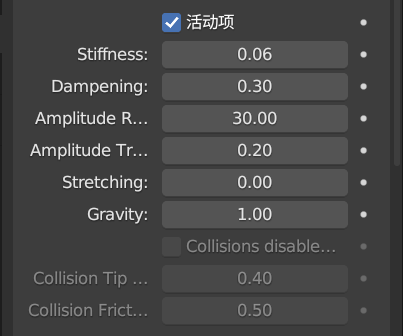 活动项
Stiffness: 0.06
Dampening: 0.30
Amplitude R... 30.00
Amplitude Tr... 0.20
Stretching: 0.00
Gravity: 1.00
Collisions disable...
Collision Tip ... 0.40
Collision Frict... 0.50